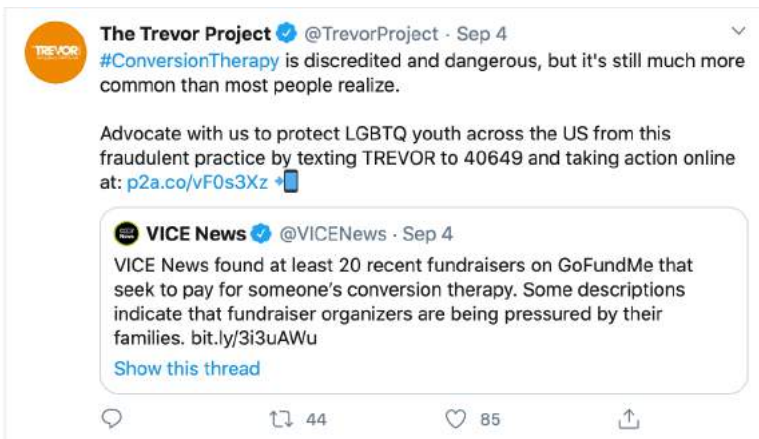 TREVOR
The Trevor Project @TrevorProject · Sep 4
#ConversionTherapy is discredited and dangerous, but it's still much more
common than most people realize.
Advocate with us to protect LGBTQ youth across the US from this
fraudulent practice by texting TREVOR to 40649 and taking action online
at: p2a.co/vF0s3Xz
VICE News @VICENews · Sep 4
VICE News found at least 20 recent fundraisers on GoFundMe that
seek to pay for someone's conversion therapy. Some descriptions
indicate that fundraiser organizers are being pressured by their
families. bit.ly/3i3uAWu
Show this thread
44 85